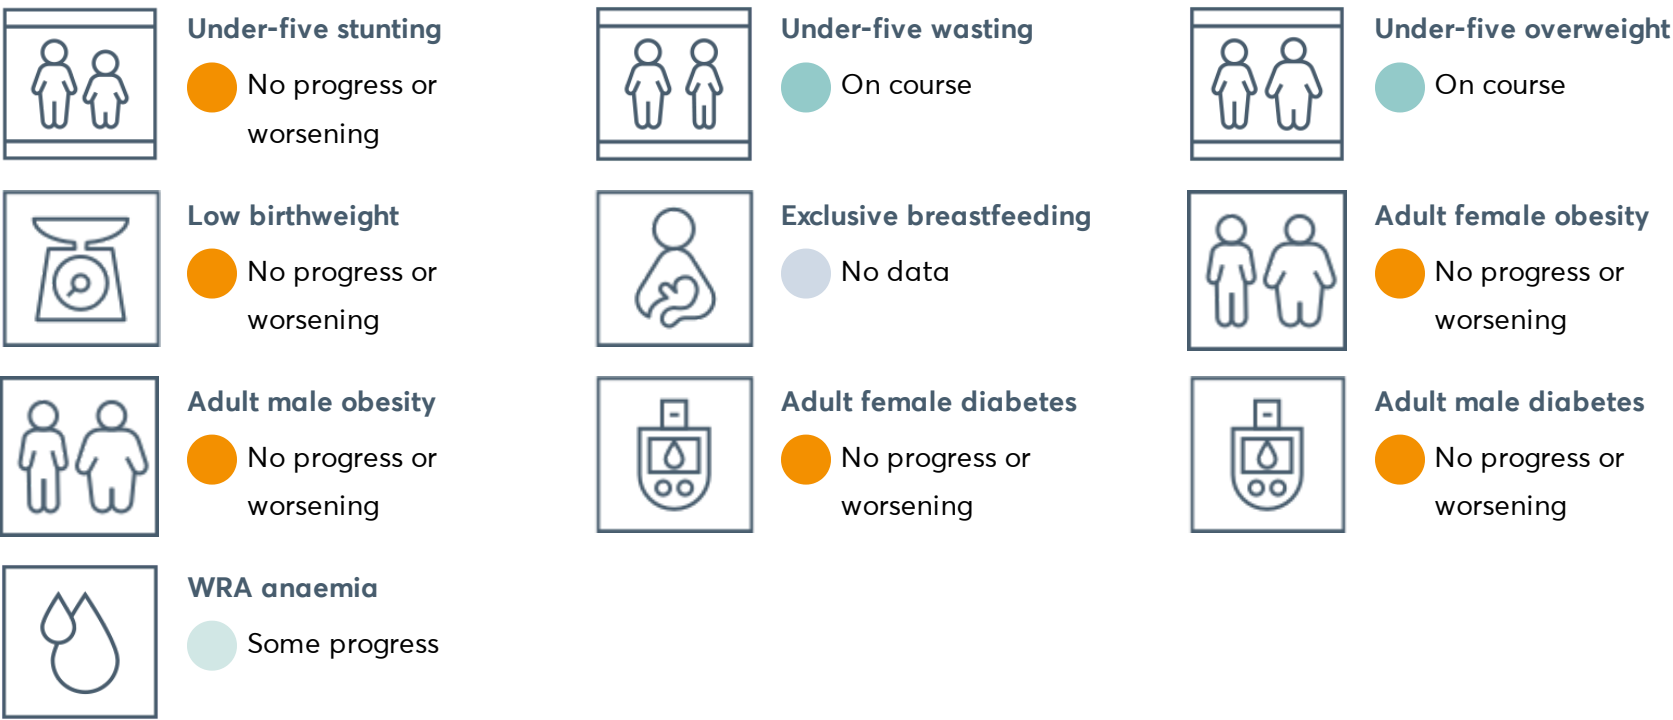 Under-five stunting
No progress or
worsening
Under-five wasting
On course
Under-five overweight
On course
Low birthweight
No progress or
worsening
Exclusive breastfeeding
No data
Adult female obesity
No progress or
worsening
Adult male obesity
No progress or
worsening
Adult female diabetes
No progress or
worsening
Adult male diabetes
No progress or
worsening
WRA anaemia
Some progress